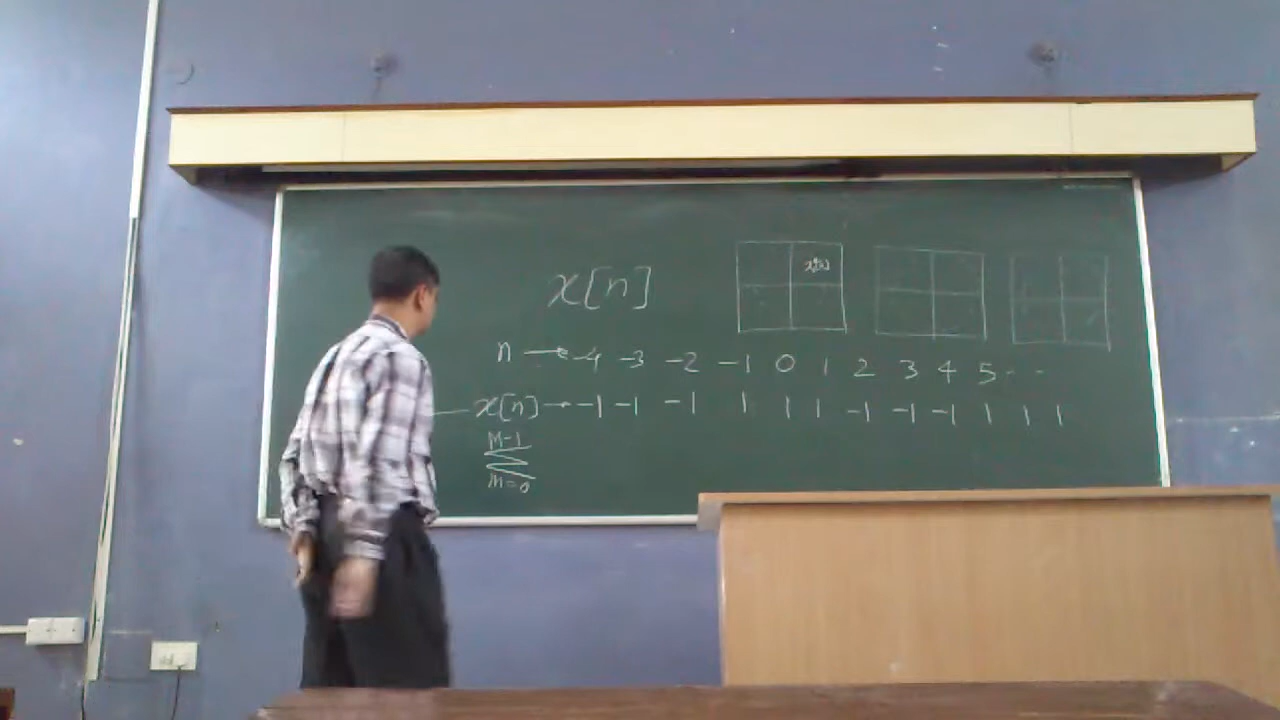 x[n]
n → -4 -3 -2 -1 0 1 2 3 4 5 - -
x[n] → -1 -1 -1 1 1 1 -1 -1 -1 1 1 1
M-1
Σ
m=0